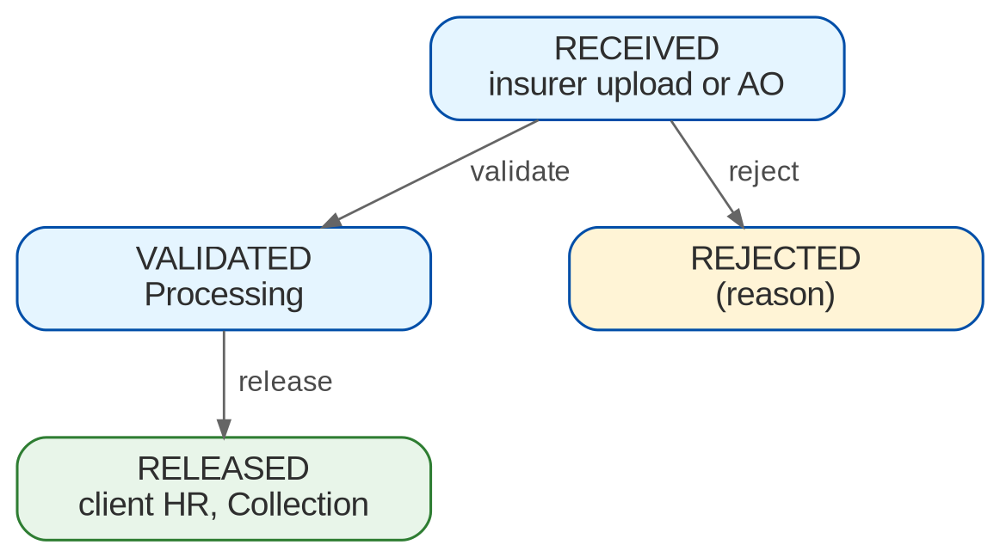 RECEIVED
insurer upload or AO
validate
reject
VALIDATED
Processing
REJECTED
(reason)
release
RELEASED
client HR, Collection